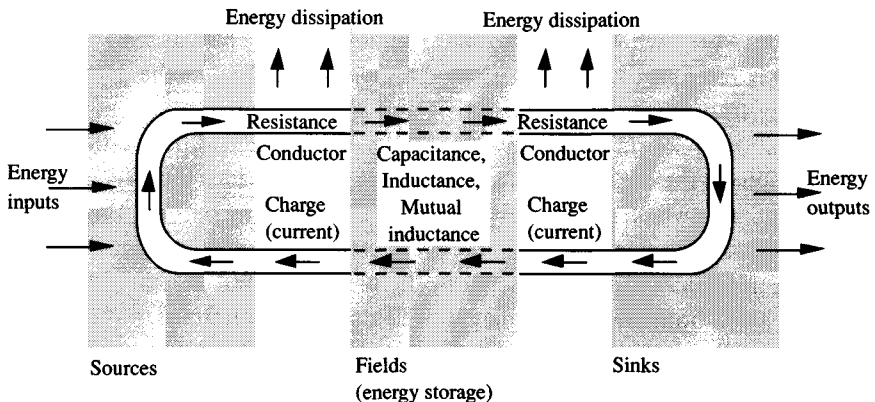 Energy dissipation
Energy dissipation
Resistance
Resistance
Conductor
Capacitance,
Inductance,
Mutual
inductance
Conductor
Energy
inputs
Charge
(current)
Charge
(current)
Energy
outputs
Sources
Fields
(energy storage)
Sinks